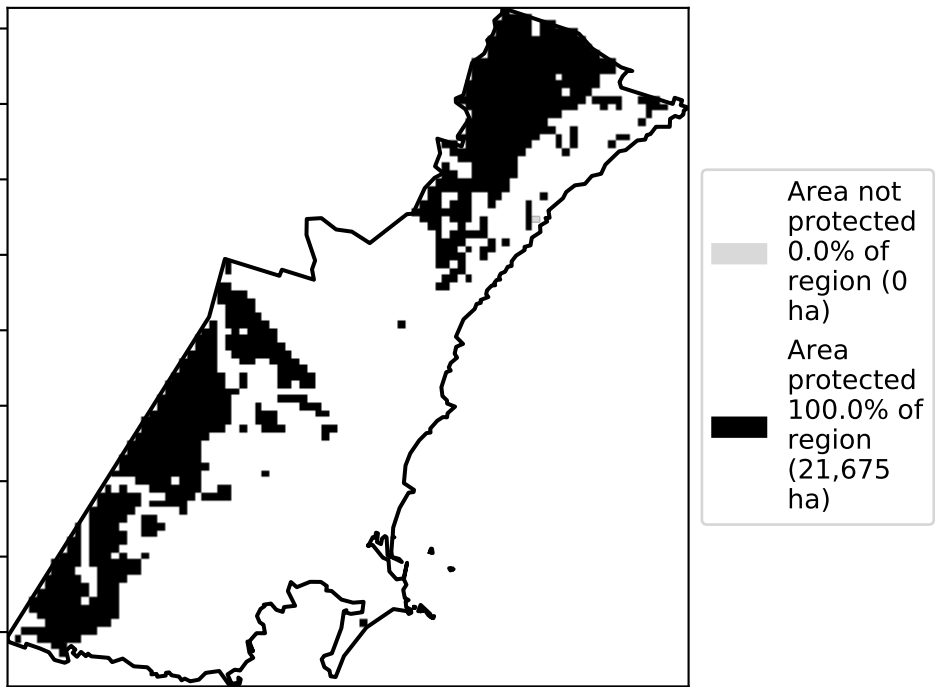 Area not
protected
0.0% of
region (0
ha)
Area
protected
100.0% of
region
(21,675
ha)